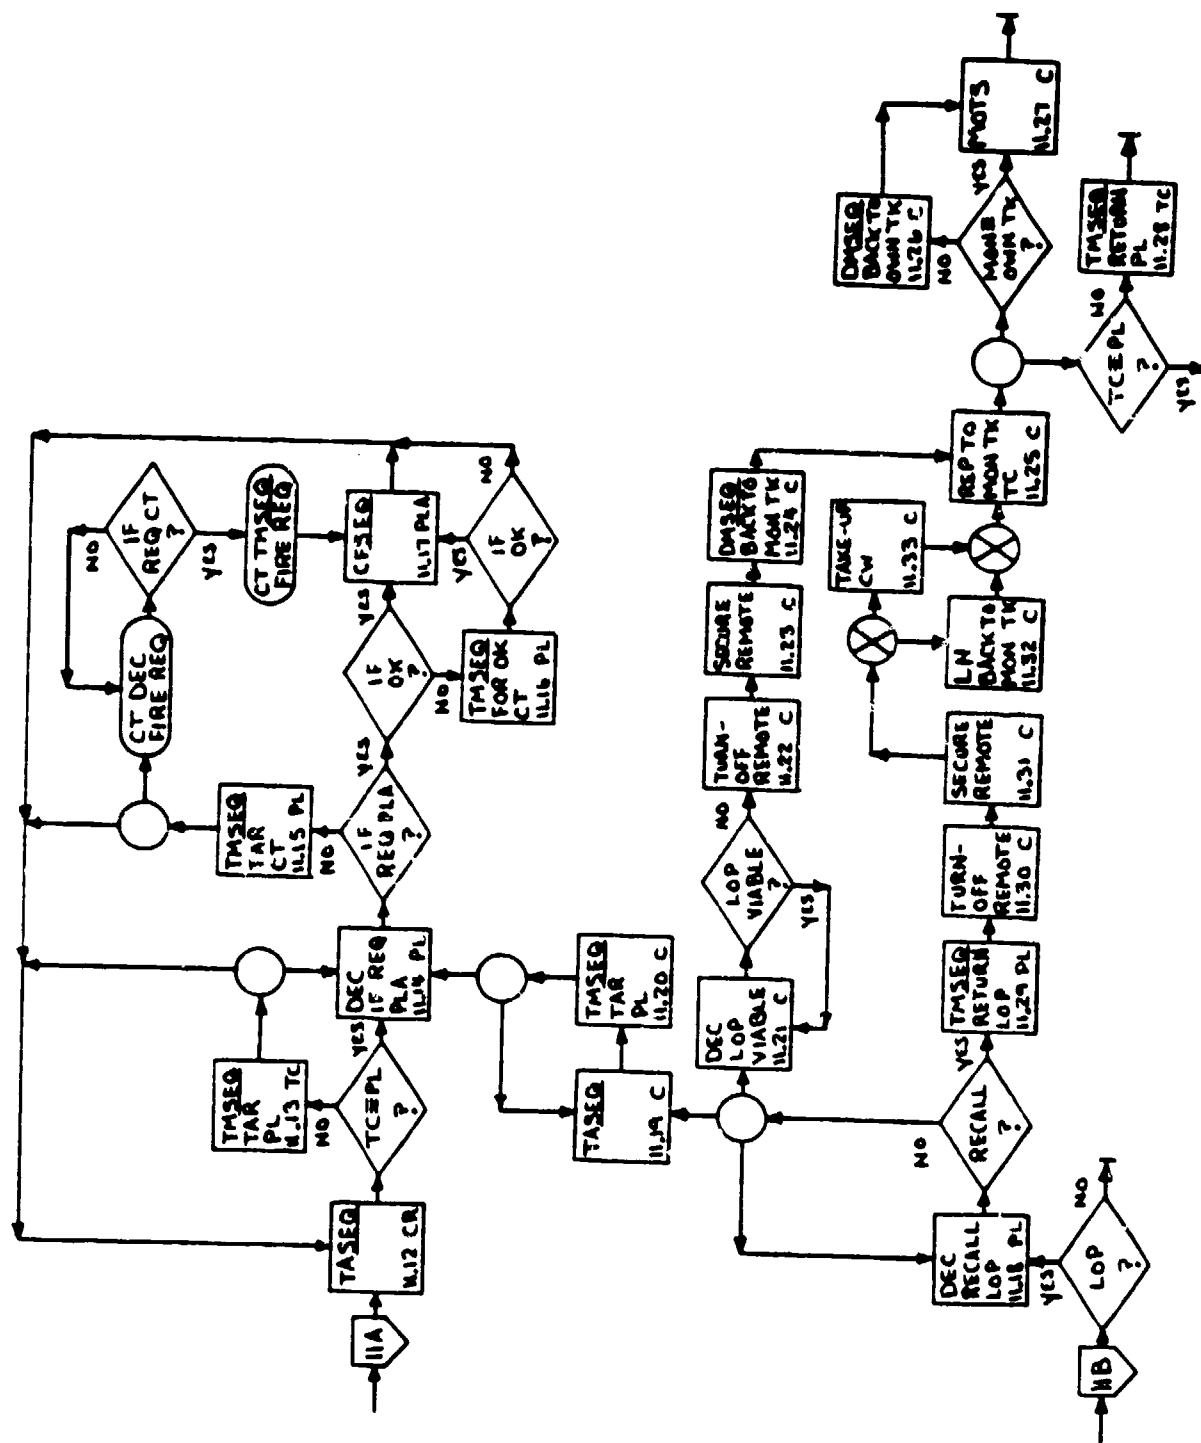 11A
TASEQ
11.12 CR
TC≡PL
?
NO
YES
TMSEQ
TAR
PL
11.13 TC
DEC
IF REQ
PLA
11.14 PL
IF
REQ PLA
?
NO
YES
TMSEQ
TAR
CT
11.15 PL
CT DEC
FIRE REQ
IF
REQ CT
?
NO
YES
CT TMSEQ
FIRE REQ
IF
OK
?
NO
YES
TMSEQ
FOR OK
CT
11.16 PL
IF
OK
?
YES
NO
CFSEQ
11.17 PLA
TASEQ
11.19 C
TMSEQ
TAR
PL
11.20 C
DEC
LOP
VIABLE
11.21 C
LOP
VIABLE
?
NO
YES
TURN-
OFF
REMOTE
11.22 C
SECURE
REMOTE
11.23 C
DMSEQ
BACK TO
MON TK
11.24 C
11B
LOP
?
NO
YES
DEC
RECALL
LOP
11.18 PL
RECALL
?
NO
YES
TMSEQ
RETURN
LOP
11.29 PL
TURN-
OFF
REMOTE
11.30 C
SECURE
REMOTE
11.31 C
LN
BACK TO
MON TK
11.32 C
TAKE-UP
CW
11.33 C
REP TO
MON TK
TC
11.25 C
MON≡
OWN TK
?
NO
YES
DMSEQ
BACK TO
OWN TK
11.26 C
MOTS
11.27 C
TC≡PL
?
NO
YES
TMSEQ
RETURN
PL
11.28 TC